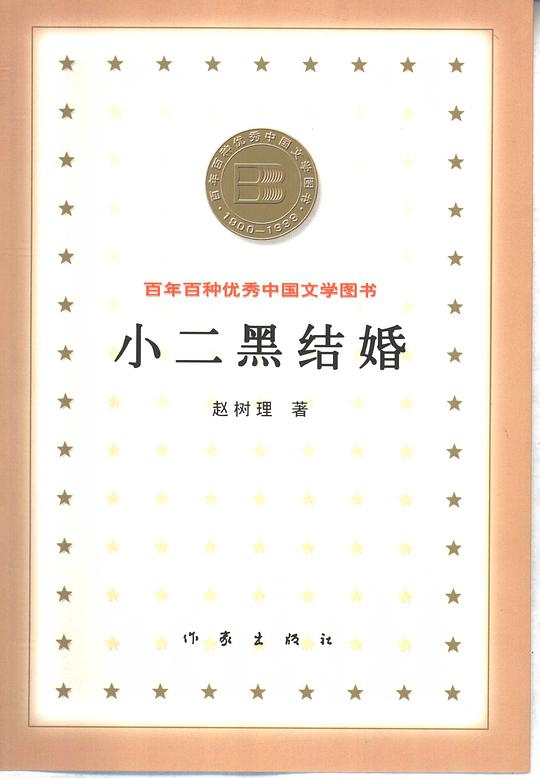 百年百种优秀中国文学图书
·1900—1999·
百年百种优秀中国文学图书
小二黑结婚
赵树理 著
作家出版社